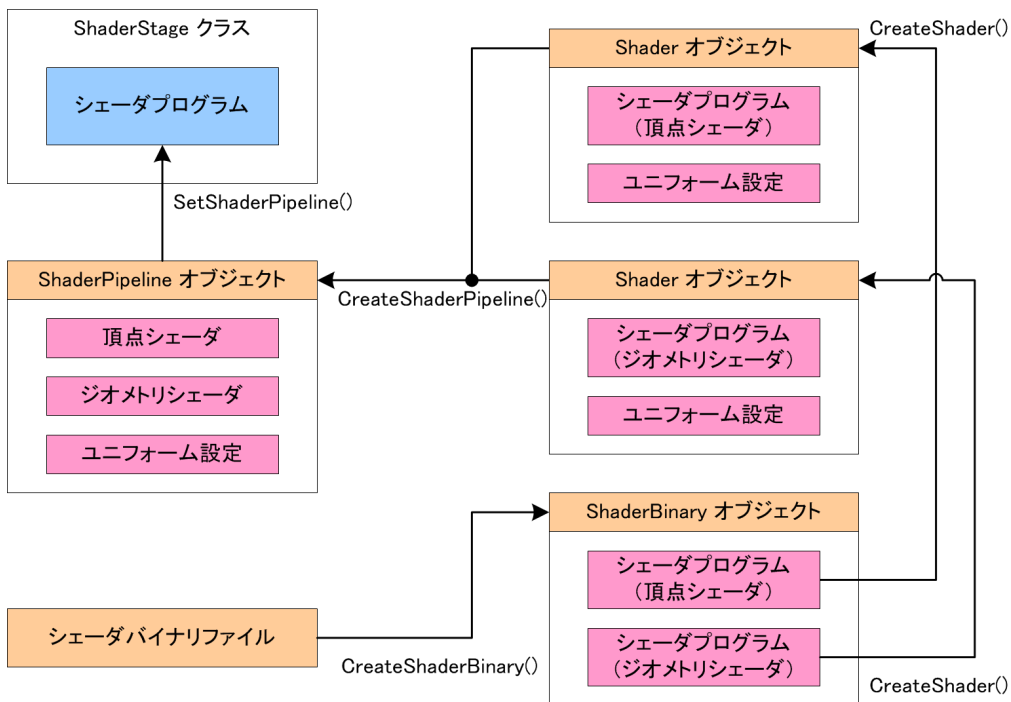 ShaderStage クラス
シェーダプログラム
SetShaderPipeline()
ShaderPipeline オブジェクト
頂点シェーダ
ジオメトリシェーダ
ユニフォーム設定
シェーダバイナリファイル
CreateShaderPipeline()
CreateShaderBinary()
Shader オブジェクト
シェーダプログラム
（頂点シェーダ）
ユニフォーム設定
Shader オブジェクト
シェーダプログラム
（ジオメトリシェーダ）
ユニフォーム設定
ShaderBinary オブジェクト
シェーダプログラム
（頂点シェーダ）
シェーダプログラム
（ジオメトリシェーダ）
CreateShader()
CreateShader()